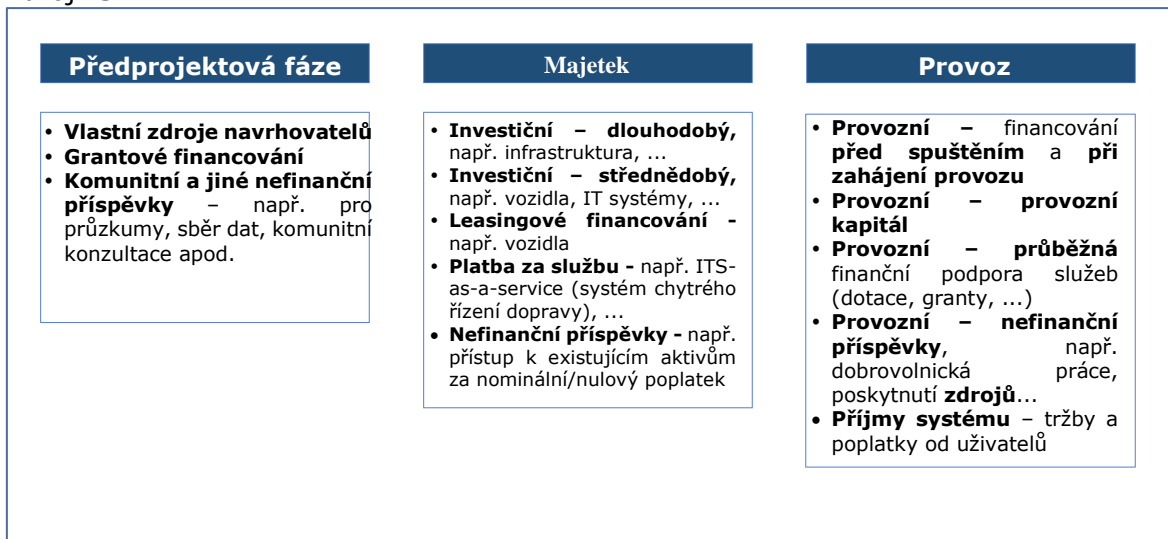 Předprojektová fáze
• Vlastní zdroje navrhovatelů
• Grantové financování
• Komunitní a jiné nefinanční
příspěvky – např. pro
průzkumy, sběr dat, komunitní
konzultace apod.
Majetek
• Investiční – dlouhodobý,
např. infrastruktura, ...
• Investiční – střednědobý,
např. vozidla, IT systémy, ...
• Leasingové financování -
např. vozidla
• Platba za službu - např. ITS-
as-a-service (systém chytrého
řízení dopravy), ...
• Nefinanční příspěvky - např.
přístup k existujícím aktivům
za nominální/nulový poplatek
Provoz
• Provozní – financování
před spuštěním a při
zahájení provozu
• Provozní – provozní
kapitál
• Provozní – průběžná
finanční podpora služeb
(dotace, granty, ...)
• Provozní – nefinanční
příspěvky, např.
dobrovolnická práce,
poskytnutí zdrojů...
• Příjmy systému – tržby a
poplatky od uživatelů